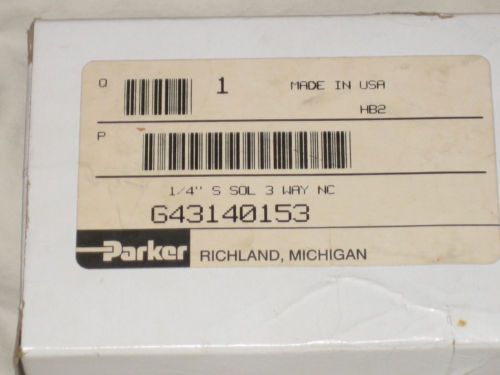 Q 1 MADE IN USA
HB2
P
1/4" S SOL 3 WAY NC
G43140153
Parker RICHLAND, MICHIGAN